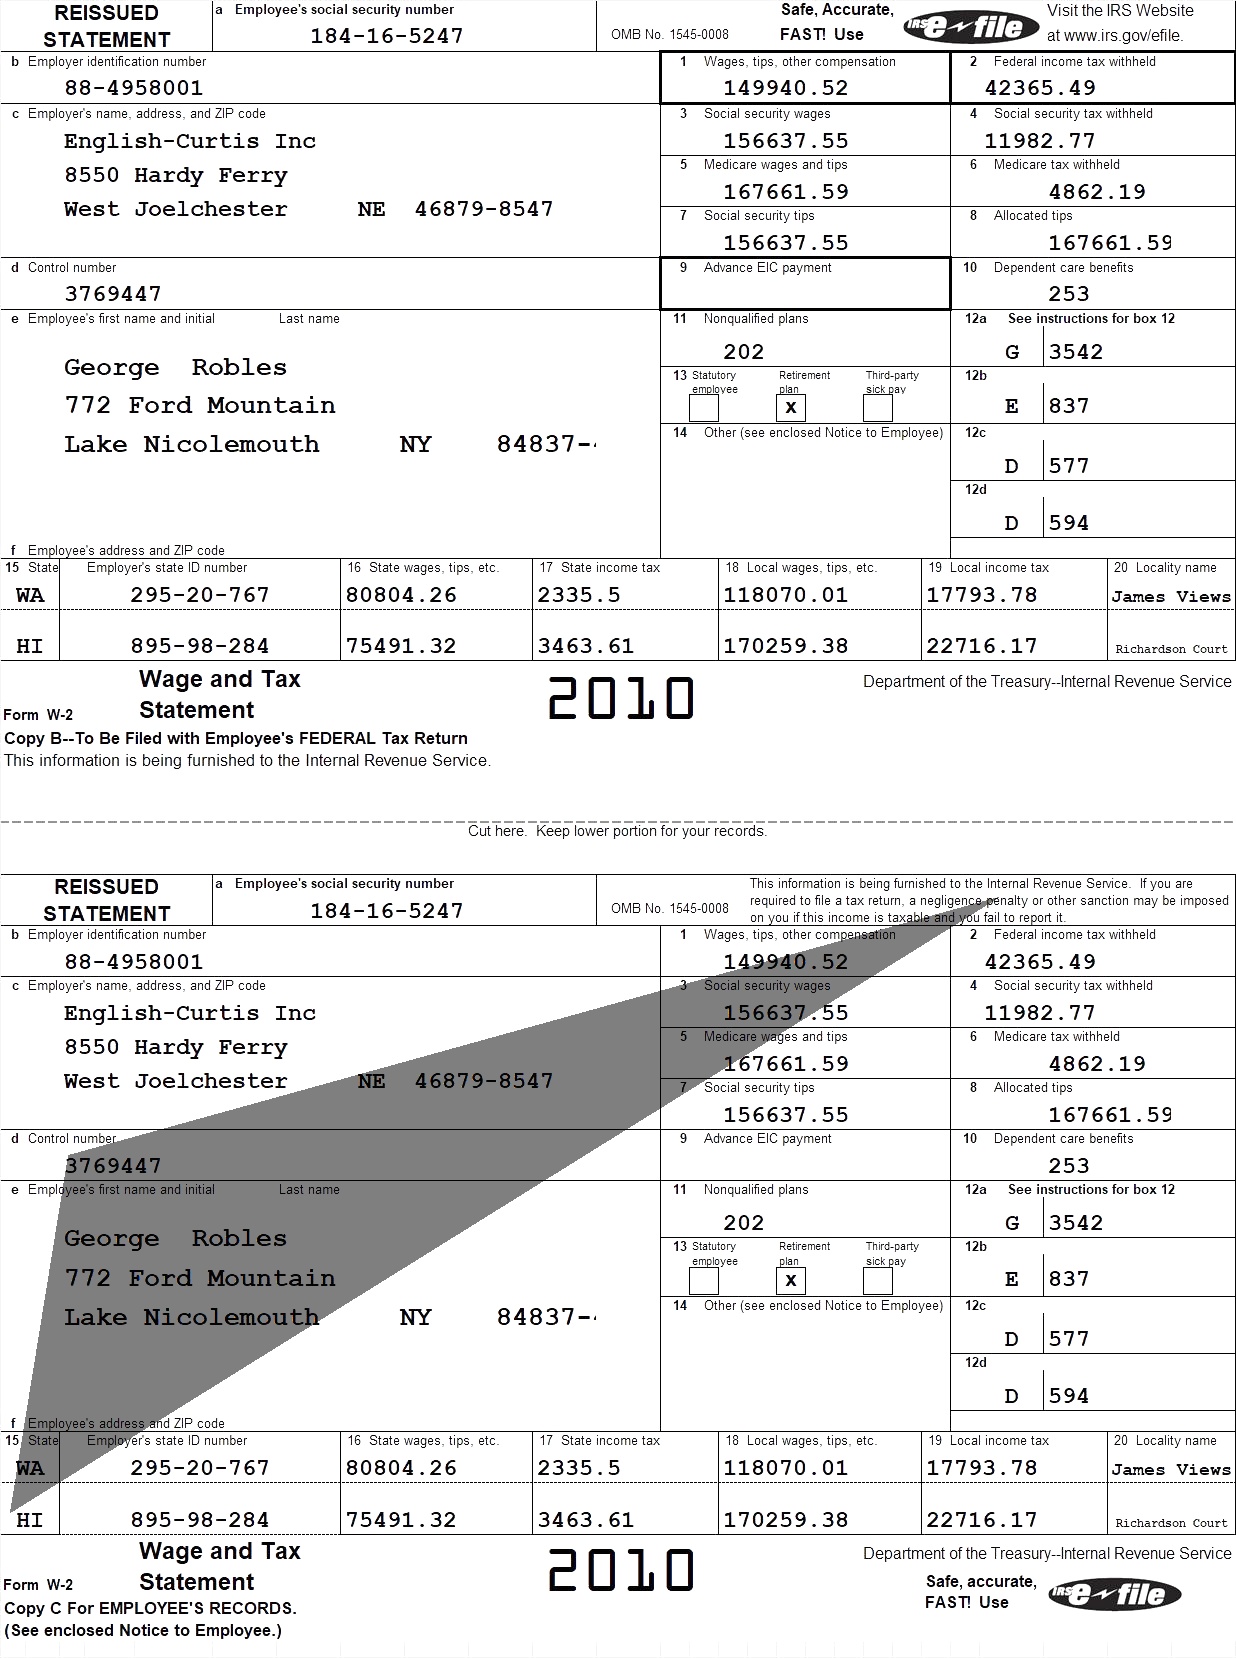 REISSUED STATEMENT
a Employee's social security number
184-16-5247
OMB No. 1545-0008
Safe, Accurate, FAST! Use
IRS e-file
Visit the IRS Website at www.irs.gov/efile.
b Employer identification number
88-4958001
1 Wages, tips, other compensation
149940.52
2 Federal income tax withheld
42365.49
c Employer's name, address, and ZIP code
English-Curtis Inc
8550 Hardy Ferry
West Joelchester NE 46879-8547
3 Social security wages
156637.55
4 Social security tax withheld
11982.77
5 Medicare wages and tips
167661.59
6 Medicare tax withheld
4862.19
7 Social security tips
156637.55
8 Allocated tips
167661.59
d Control number
3769447
9 Advance EIC payment
10 Dependent care benefits
253
e Employee's first name and initial Last name
George Robles
772 Ford Mountain
Lake Nicolemouth NY 84837-
11 Nonqualified plans
202
12a See instructions for box 12
G 3542
13 Statutory employee Retirement plan Third-party sick pay
X
12b
E 837
14 Other (see enclosed Notice to Employee)
12c
D 577
12d
D 594
f Employee's address and ZIP code
15 State Employer's state ID number 16 State wages, tips, etc. 17 State income tax 18 Local wages, tips, etc. 19 Local income tax 20 Locality name
WA 295-20-767 80804.26 2335.5 118070.01 17793.78 James Views
HI 895-98-284 75491.32 3463.61 170259.38 22716.17 Richardson Court
Wage and Tax
Statement
Form W-2
2010
Department of the Treasury--Internal Revenue Service
Copy B--To Be Filed with Employee's FEDERAL Tax Return
This information is being furnished to the Internal Revenue Service.
Cut here. Keep lower portion for your records.
REISSUED STATEMENT
a Employee's social security number
184-16-5247
OMB No. 1545-0008
This information is being furnished to the Internal Revenue Service. If you are
required to file a tax return, a negligence penalty or other sanction may be imposed
on you if this income is taxable and you fail to report it.
b Employer identification number
88-4958001
1 Wages, tips, other compensation
149940.52
2 Federal income tax withheld
42365.49
c Employer's name, address, and ZIP code
English-Curtis Inc
8550 Hardy Ferry
West Joelchester NE 46879-8547
3 Social security wages
156637.55
4 Social security tax withheld
11982.77
5 Medicare wages and tips
167661.59
6 Medicare tax withheld
4862.19
7 Social security tips
156637.55
8 Allocated tips
167661.59
d Control number
3769447
9 Advance EIC payment
10 Dependent care benefits
253
e Employee's first name and initial Last name
George Robles
772 Ford Mountain
Lake Nicolemouth NY 84837-
11 Nonqualified plans
202
12a See instructions for box 12
G 3542
13 Statutory employee Retirement plan Third-party sick pay
X
12b
E 837
14 Other (see enclosed Notice to Employee)
12c
D 577
12d
D 594
f Employee's address and ZIP code
15 State Employer's state ID number 16 State wages, tips, etc. 17 State income tax 18 Local wages, tips, etc. 19 Local income tax 20 Locality name
WA 295-20-767 80804.26 2335.5 118070.01 17793.78 James Views
HI 895-98-284 75491.32 3463.61 170259.38 22716.17 Richardson Court
Wage and Tax
Statement
Form W-2
2010
Department of the Treasury--Internal Revenue Service
Safe, accurate,
FAST! Use
IRS e-file
Copy C For EMPLOYEE'S RECORDS.
(See enclosed Notice to Employee.)